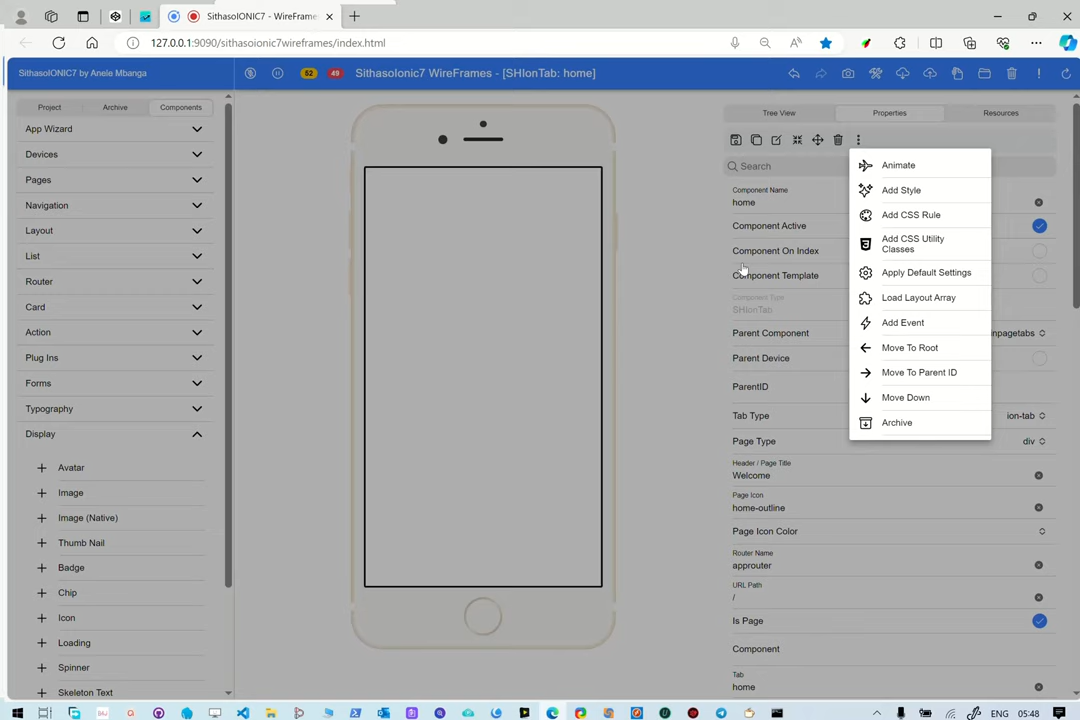 SithasoIONIC7 - WireFrames -
127.0.0.1:9090/sithasoionic7wireframes/index.html
SithasoIONIC7 by Anele Mbanga
52
49
SithasoIonic7 WireFrames - [SHIonTab: home]
Project
Archive
Components
App Wizard
Devices
Pages
Navigation
Layout
List
Router
Card
Action
Plug Ins
Forms
Typography
Display
Avatar
Image
Image (Native)
Thumb Nail
Badge
Chip
Icon
Loading
Spinner
Skeleton Text
Tree View
Properties
Resources
Search
Component Name
home
Component Active
Component On Index
Component Template
Component Type
SHIonTab
Parent Component
inpagetabs
Parent Device
ParentID
Tab Type
ion-tab
Page Type
div
Header / Page Title
Welcome
Page Icon
home-outline
Page Icon Color
Router Name
approuter
URL Path
/
Is Page
Component
Tab
home
Animate
Add Style
Add CSS Rule
Add CSS Utility
Classes
Apply Default Settings
Load Layout Array
Add Event
Move To Root
Move To Parent ID
Move Down
Archive
ENG
05:48